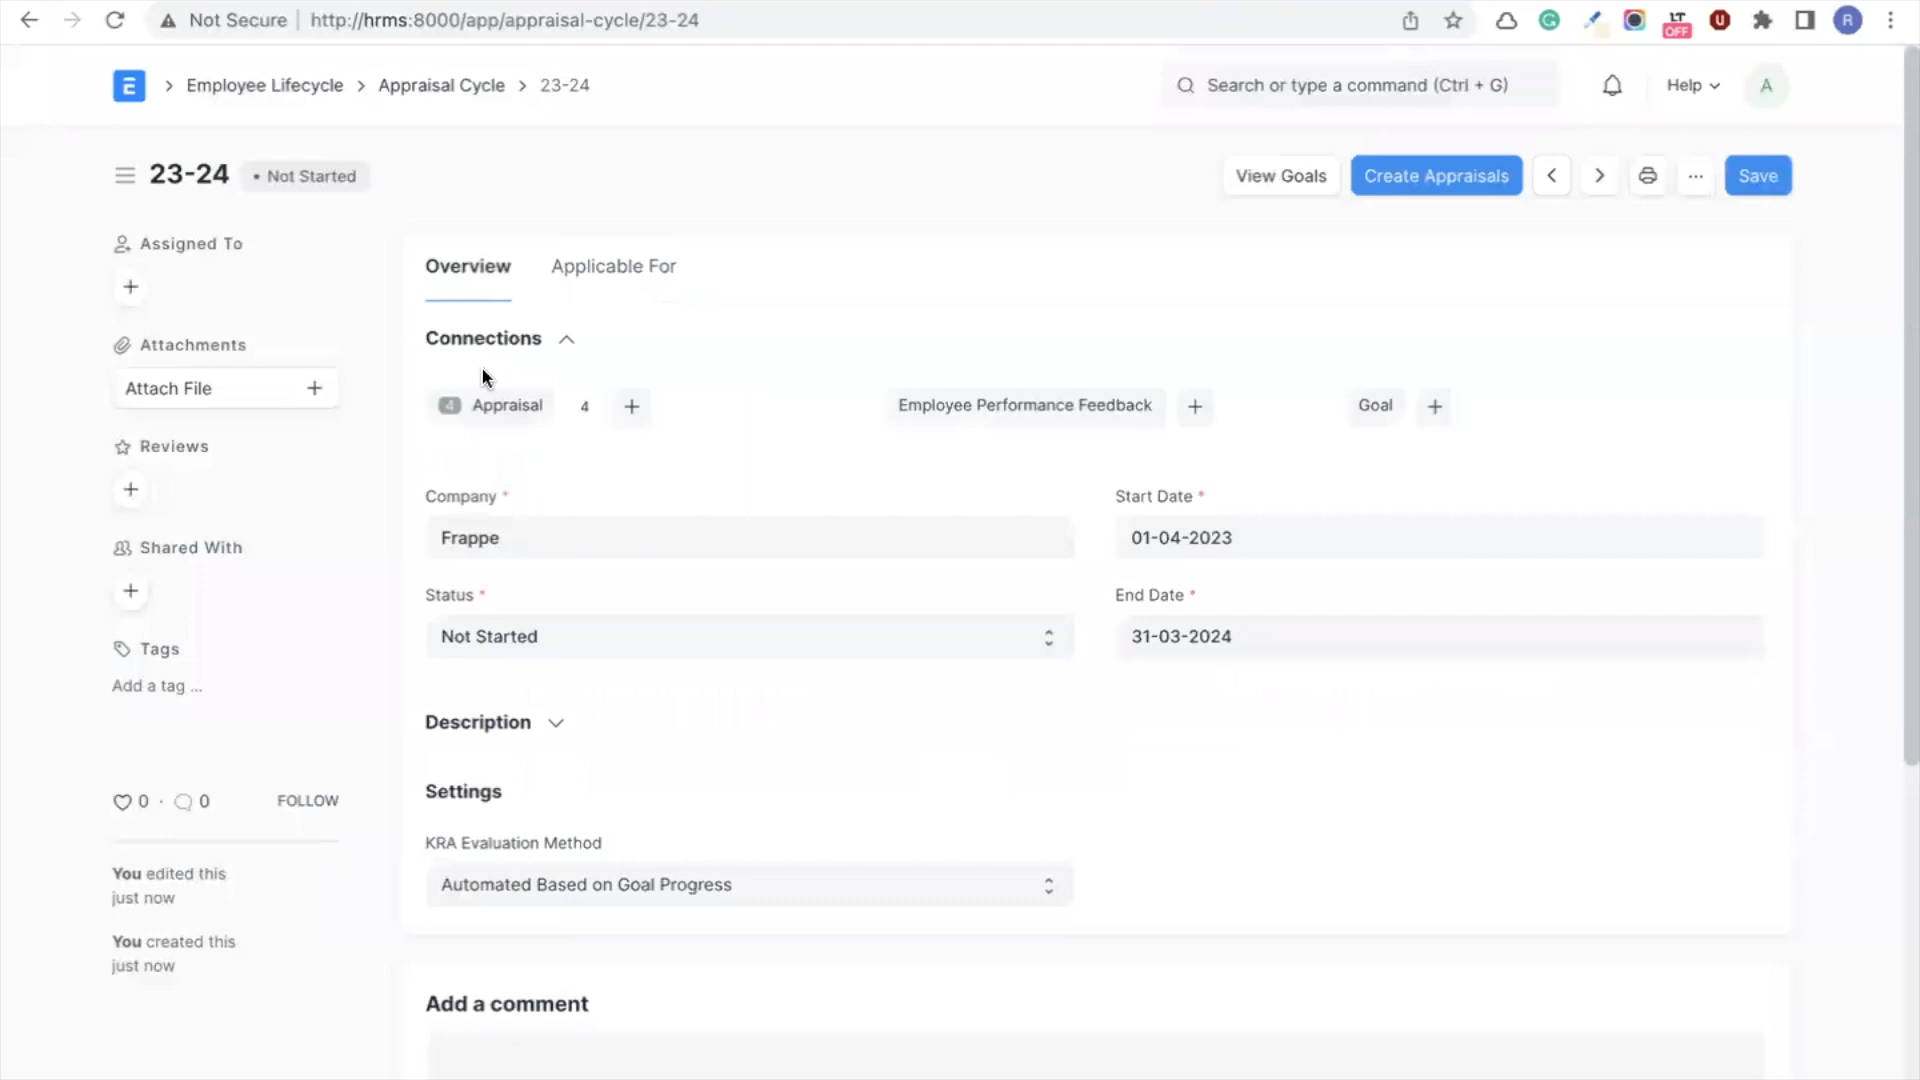 Not Secure http://hrms:8000/app/appraisal-cycle/23-24
LT
OFF
U
R
E > Employee Lifecycle > Appraisal Cycle > 23-24
Search or type a command (Ctrl + G)
Help
A
23-24 • Not Started
View Goals
Create Appraisals
...
Save
Assigned To
+
Attachments
Attach File +
Reviews
+
Shared With
+
Tags
Add a tag ...
0 · 0 FOLLOW
You edited this
just now
You created this
just now
Overview Applicable For
Connections
4 Appraisal 4 +
Employee Performance Feedback +
Goal +
Company *
Frappe
Start Date *
01-04-2023
Status *
Not Started
End Date *
31-03-2024
Description
Settings
KRA Evaluation Method
Automated Based on Goal Progress
Add a comment